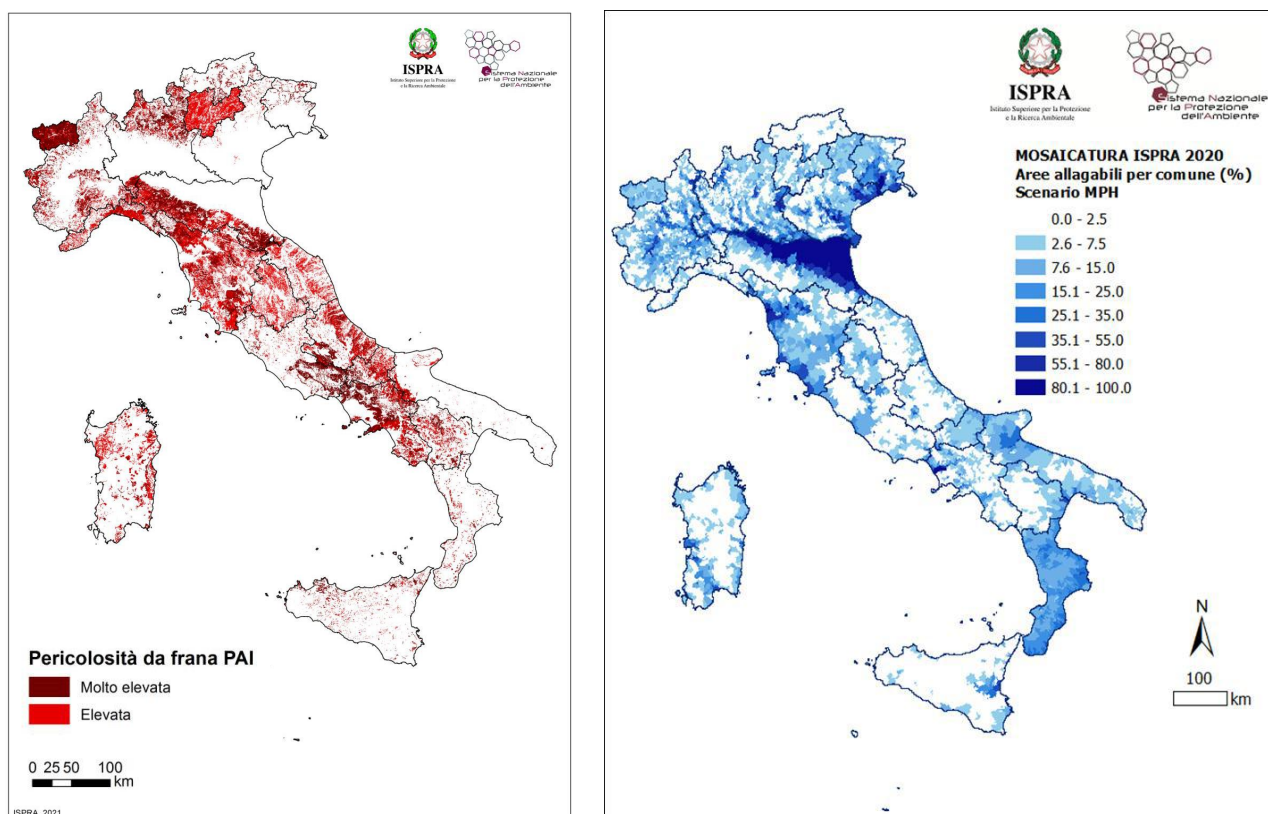 ISPRA
Istituto Superiore per la Protezione
e la Ricerca Ambientale
Sistema Nazionale
per la Protezione
dell'Ambiente
Pericolosità da frana PAI
Molto elevata
Elevata
0 25 50 100
km
ISPRA, 2021
ISPRA
Istituto Superiore per la Protezione
e la Ricerca Ambientale
Sistema Nazionale
per la Protezione
dell'Ambiente
MOSAICATURA ISPRA 2020
Aree allagabili per comune (%)
Scenario MPH
0.0 - 2.5
2.6 - 7.5
7.6 - 15.0
15.1 - 25.0
25.1 - 35.0
35.1 - 55.0
55.1 - 80.0
80.1 - 100.0
N
100
km